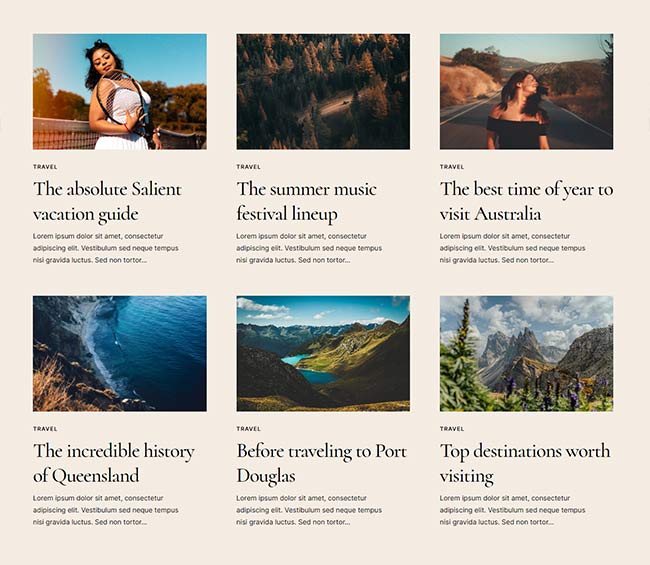 TRAVEL
The absolute Salient
vacation guide
Lorem ipsum dolor sit amet, consectetur
adipiscing elit. Vestibulum sed neque tempus
nisi gravida luctus. Sed non tortor...
TRAVEL
The summer music
festival lineup
Lorem ipsum dolor sit amet, consectetur
adipiscing elit. Vestibulum sed neque tempus
nisi gravida luctus. Sed non tortor...
TRAVEL
The best time of year to
visit Australia
Lorem ipsum dolor sit amet, consectetur
adipiscing elit. Vestibulum sed neque tempus
nisi gravida luctus. Sed non tortor...
TRAVEL
The incredible history
of Queensland
Lorem ipsum dolor sit amet, consectetur
adipiscing elit. Vestibulum sed neque tempus
nisi gravida luctus. Sed non tortor...
TRAVEL
Before traveling to Port
Douglas
Lorem ipsum dolor sit amet, consectetur
adipiscing elit. Vestibulum sed neque tempus
nisi gravida luctus. Sed non tortor...
TRAVEL
Top destinations worth
visiting
Lorem ipsum dolor sit amet, consectetur
adipiscing elit. Vestibulum sed neque tempus
nisi gravida luctus. Sed non tortor...